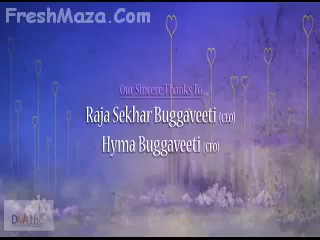 FreshMaza.Com
Our Sincere Thanks To
Raja Sekhar Buggaveeti (CEO)
Hyma Buggaveeti (CFO)